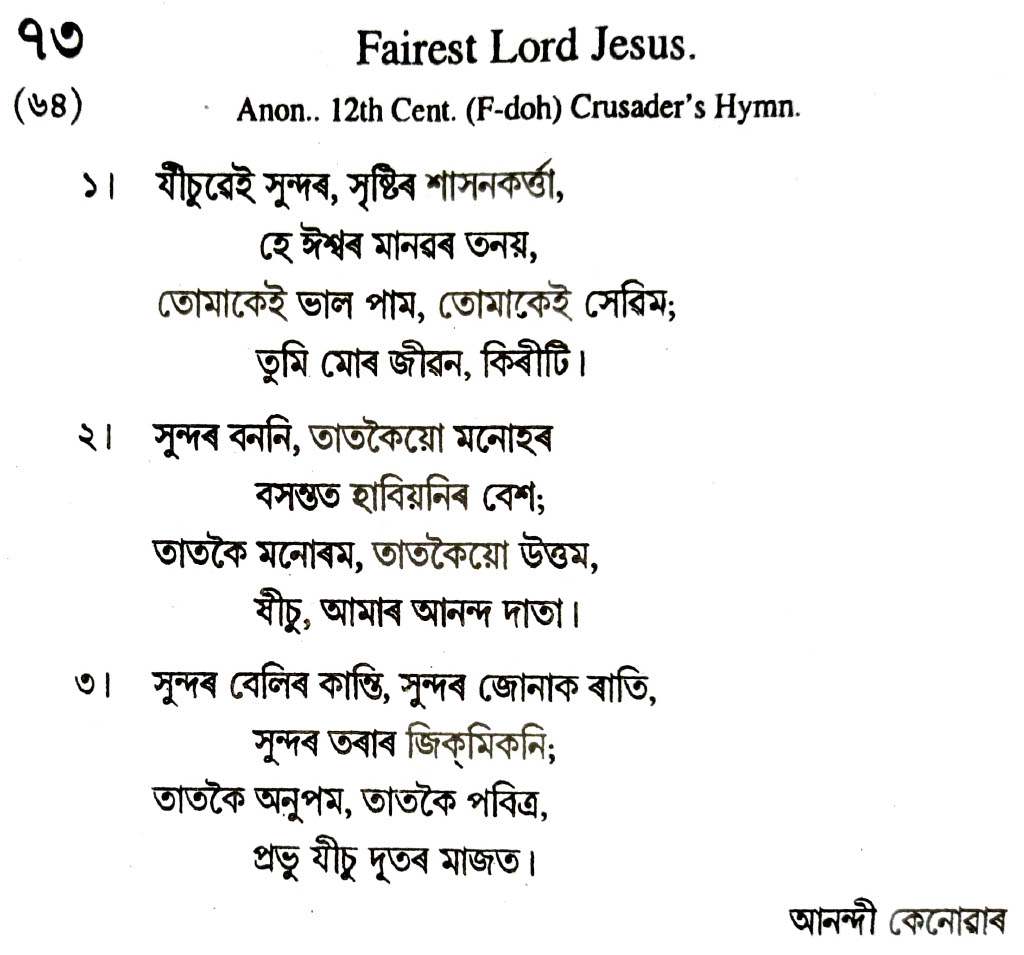 ৭৩
Fairest Lord Jesus.
(৬৪)
Anon.. 12th Cent. (F-doh) Crusader's Hymn.
১। যীচুৱেই সুন্দৰ, সৃষ্টিৰ শাসনকৰ্ত্তা,
হে ঈশ্বৰ মানৱৰ তনয়,
তোমাকেই ভাল পাম, তোমাকেই সেৱিম;
তুমি মোৰ জীৱন, কিৰীটি।
২। সুন্দৰ বননি, তাতকৈয়ো মনোহৰ
বসন্তত হাবিয়নিৰ বেশ;
তাতকৈ মনোৰম, তাতকৈয়ো উত্তম,
যীচু, আমাৰ আনন্দ দাতা।
৩। সুন্দৰ বেলিৰ কান্তি, সুন্দৰ জোনাক ৰাতি,
সুন্দৰ তৰাৰ জিক্‌মিকনি;
তাতকৈ অনুপম, তাতকৈ পবিত্ৰ,
প্ৰভু যীচু দূতৰ মাজত।
আনন্দী কেনোৱাৰ